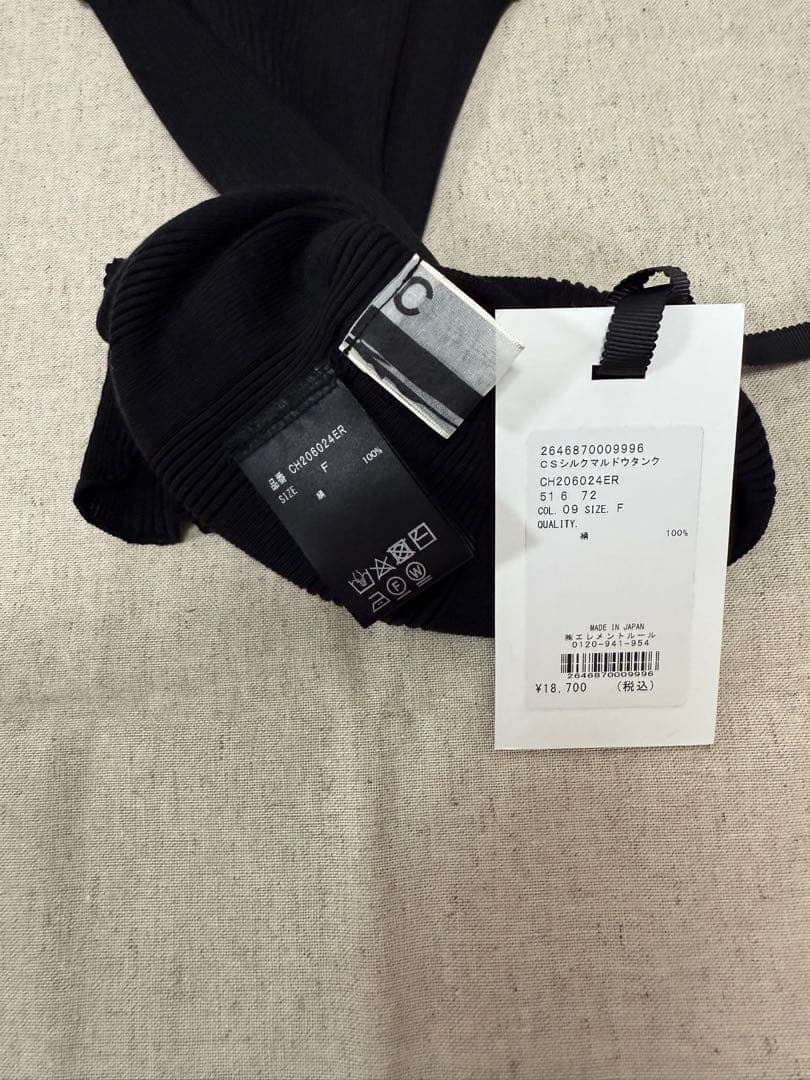 C
品番 CH206024ER
SIZE F
絹 100%
F W
2646870009996
CSシルクマルドウタンク
CH206024ER
51 6 72
COL. 09 SIZE. F
QUALITY.
絹 100%
MADE IN JAPAN
㈱エレメントルール
0120-941-954
2646870009996
¥18,700 (税込)